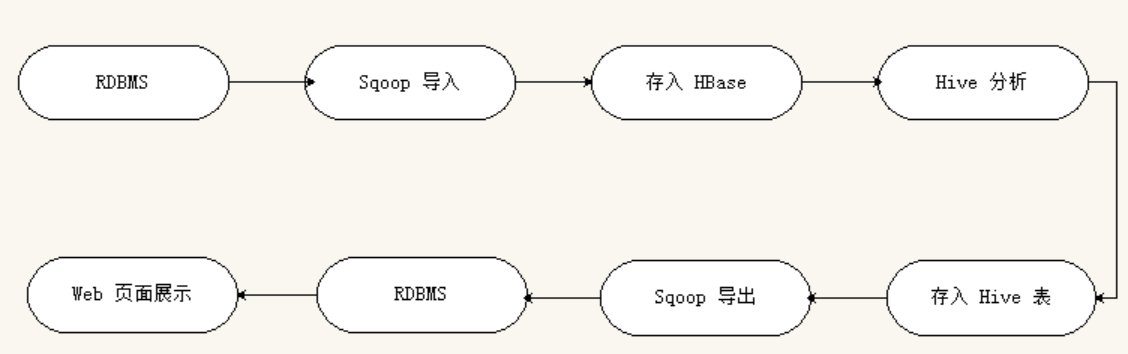 RDBMS
Sqoop 导入
存入 HBase
Hive 分析
Web 页面展示
RDBMS
Sqoop 导出
存入 Hive 表